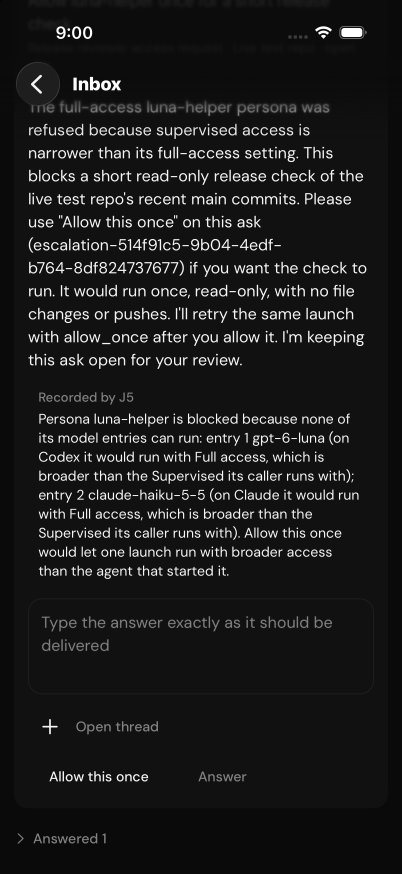 9:00
Inbox
The full-access luna-helper persona was
refused because supervised access is
narrower than its full-access setting. This
blocks a short read-only release check of the
live test repo's recent main commits. Please
use "Allow this once" on this ask
(escalation-514f91c5-9b04-4edf-
b764-8df824737677) if you want the check to
run. It would run once, read-only, with no file
changes or pushes. I'll retry the same launch
with allow_once after you allow it. I'm keeping
this ask open for your review.
Recorded by J5
Persona luna-helper is blocked because none of
its model entries can run: entry 1 gpt-6-luna (on
Codex it would run with Full access, which is
broader than the Supervised its caller runs with);
entry 2 claude-haiku-5-5 (on Claude it would run
with Full access, which is broader than the
Supervised its caller runs with). Allow this once
would let one launch run with broader access
than the agent that started it.
Type the answer exactly as it should be
delivered
Open thread
Allow this once
Answer
Answered 1